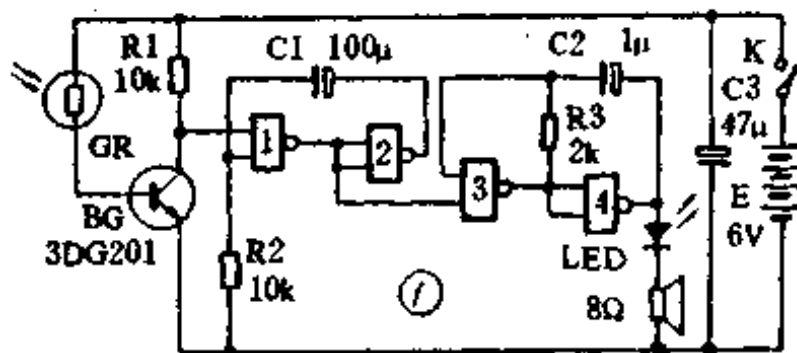 R1
10k
C1 100μ
C2 1μ
K
C3
47μ
GR
1
2
R3
2k
3
4
E
6V
BG
3DG201
R2
10k
LED
8Ω
f